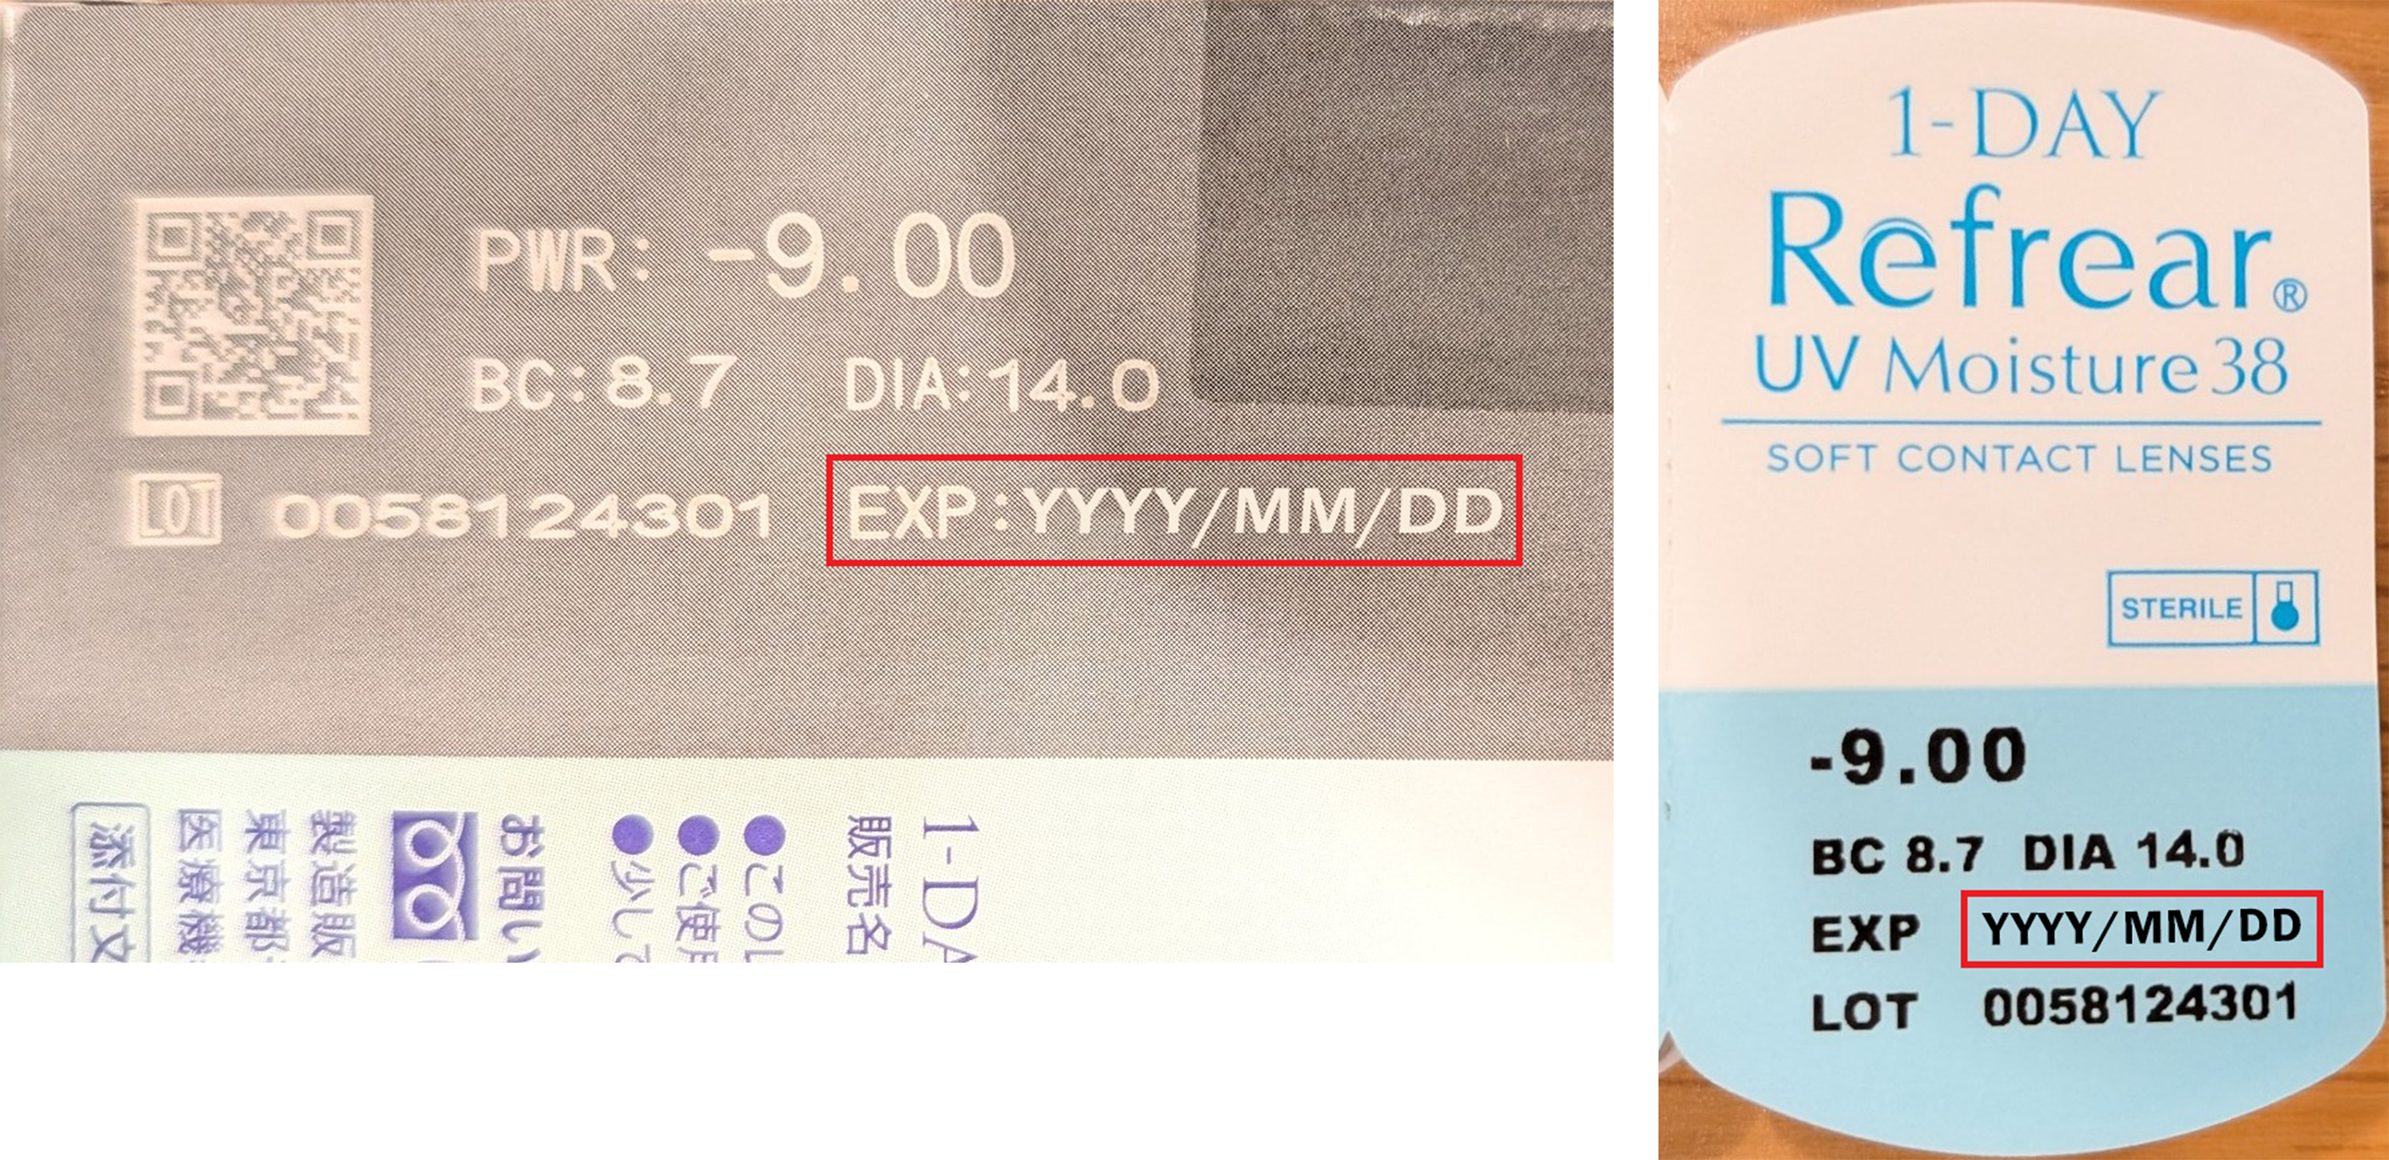 PWR: -9.00
BC:8.7 DIA:14.0
LOT 0058124301 EXP:YYYY/MM/DD
1-DA
販売名
●このL
●ご使用
●少しで
お問い
製造販
東京都
医療機
添付文
1-DAY
Refrear®
UV Moisture 38
SOFT CONTACT LENSES
STERILE
-9.00
BC 8.7 DIA 14.0
EXP YYYY/MM/DD
LOT 0058124301